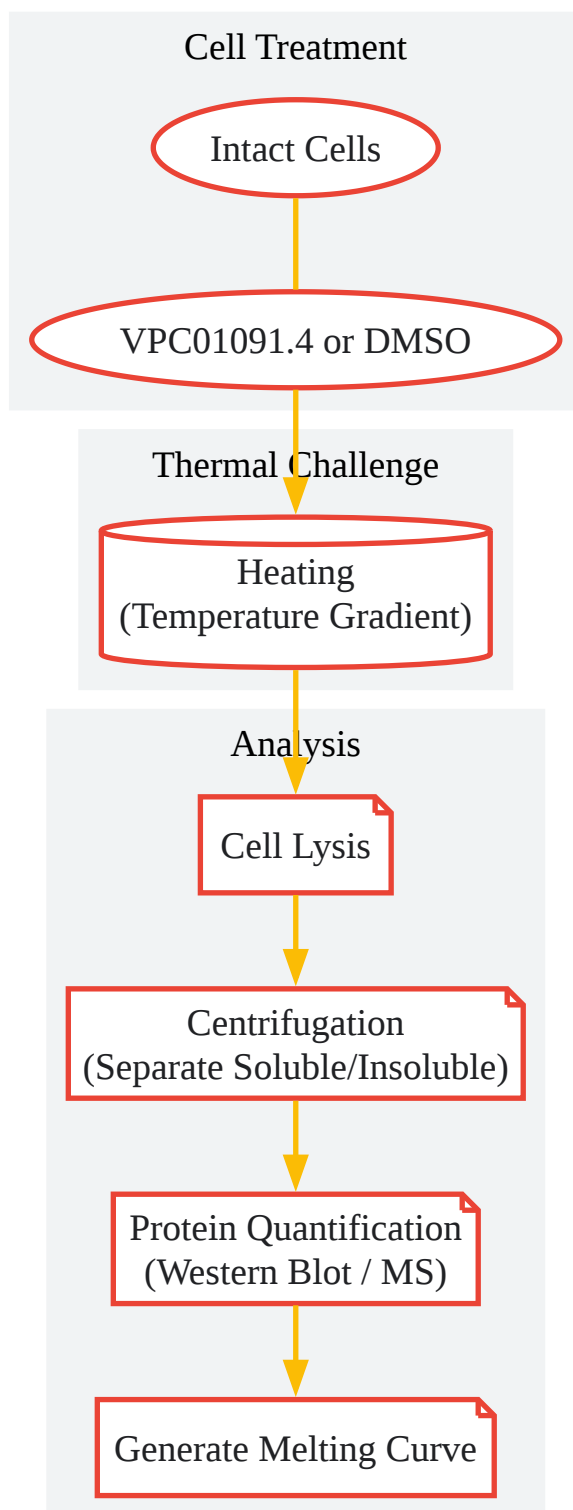 Cell Treatment
Intact Cells
VPC01091.4 or DMSO
Thermal Challenge
Heating
(Temperature Gradient)
Analysis
Cell Lysis
Centrifugation
(Separate Soluble/Insoluble)
Protein Quantification
(Western Blot / MS)
Generate Melting Curve